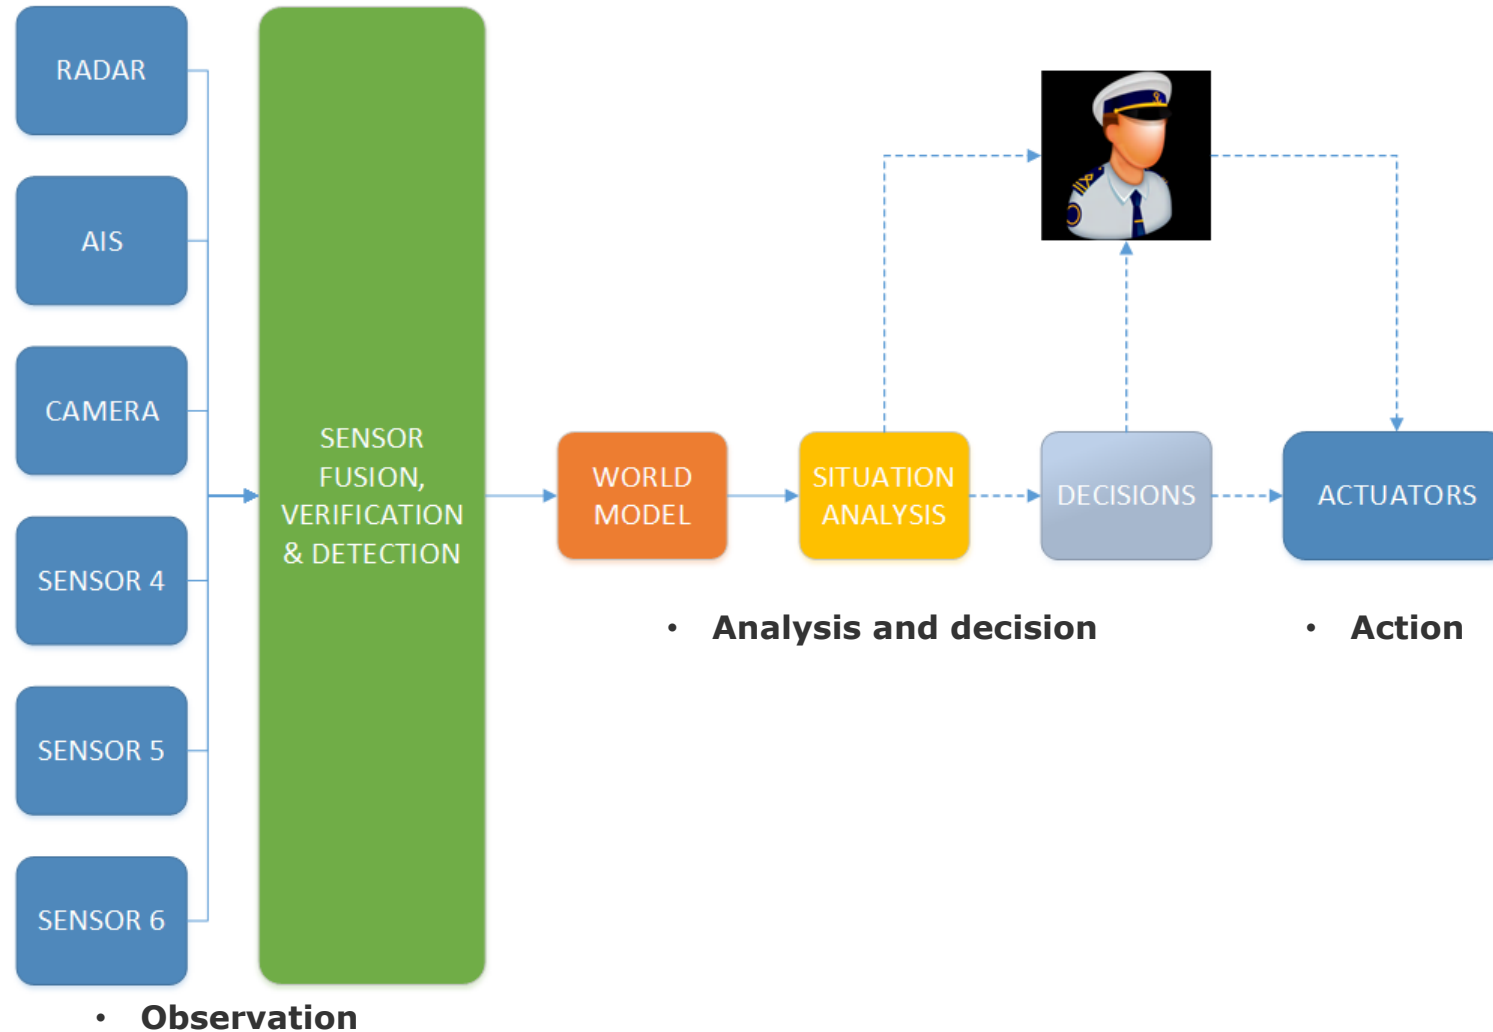 RADAR
AIS
CAMERA
SENSOR 4
SENSOR 5
SENSOR 6
SENSOR
FUSION,
VERIFICATION
& DETECTION
WORLD
MODEL
SITUATION
ANALYSIS
DECISIONS
ACTUATORS
• Analysis and decision
• Action
• Observation